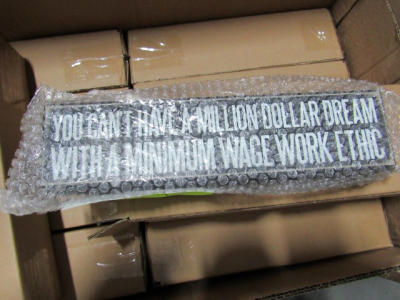 YOU CAN'T HAVE A MILLION DOLLAR DREAM
WITH A MINIMUM WAGE WORK ETHIC